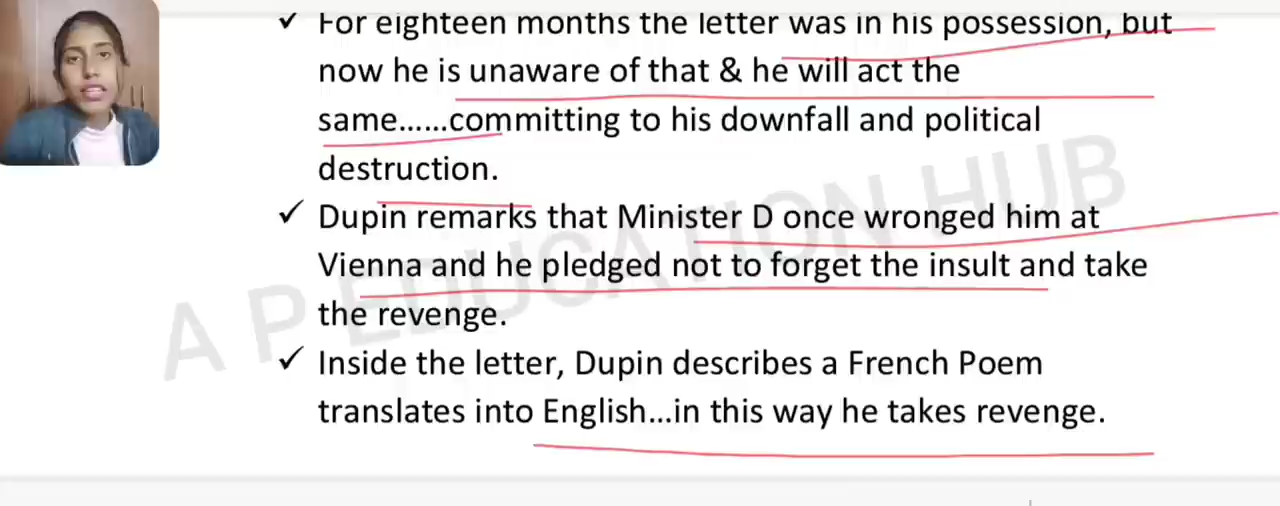 ✓ For eighteen months the letter was in his possession, but
now he is unaware of that & he will act the
same......committing to his downfall and political
destruction.
✓ Dupin remarks that Minister D once wronged him at
Vienna and he pledged not to forget the insult and take
the revenge.
✓ Inside the letter, Dupin describes a French Poem
translates into English...in this way he takes revenge.
A P EDUCATION HUB